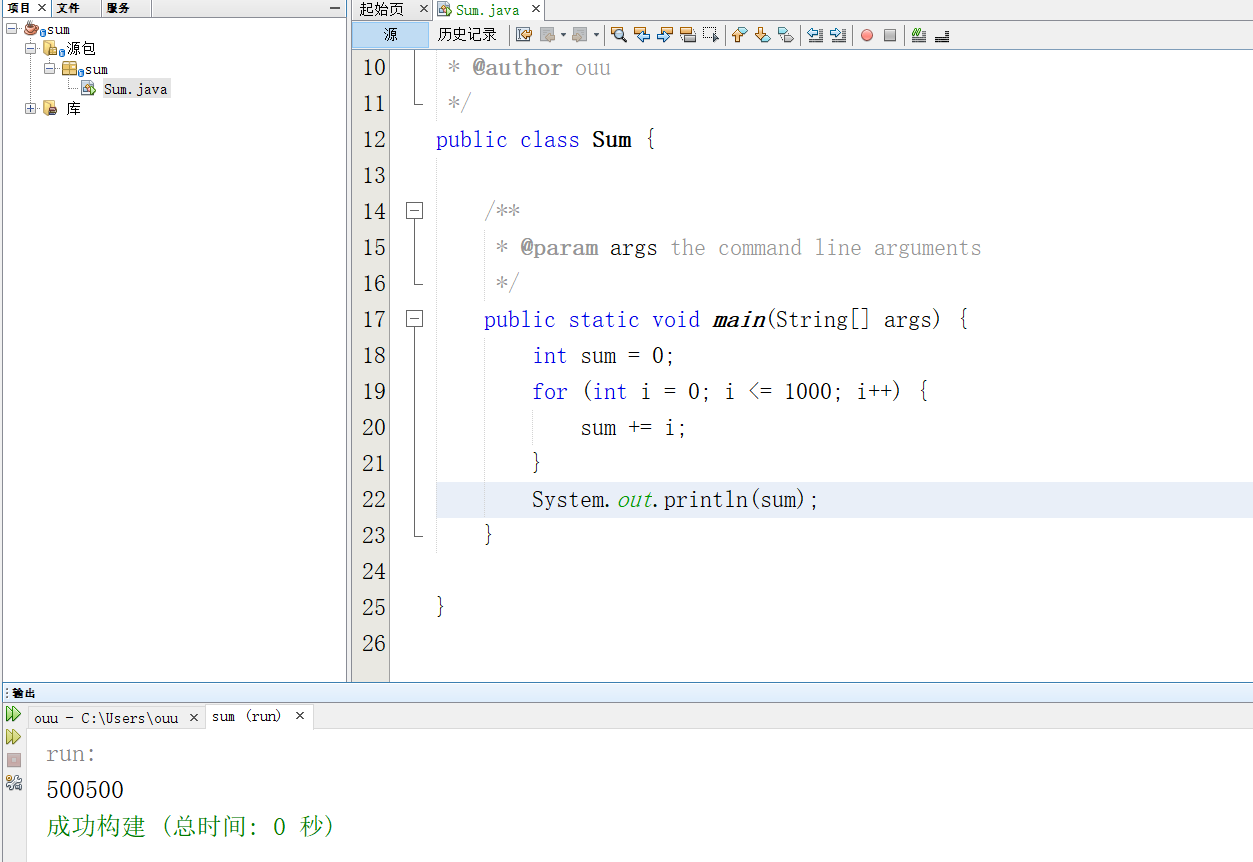 项目 文件 服务
sum
源包
sum
Sum.java
库
起始页 Sum.java
源 历史记录
10 * @author ouu
11 */
12 public class Sum {
13
14 /**
15 * @param args the command line arguments
16 */
17 public static void main(String[] args) {
18 int sum = 0;
19 for (int i = 0; i <= 1000; i++) {
20 sum += i;
21 }
22 System.out.println(sum);
23 }
24
25 }
26
输出
ouu - C:\Users\ouu sum (run)
run:
500500
成功构建 (总时间: 0 秒)